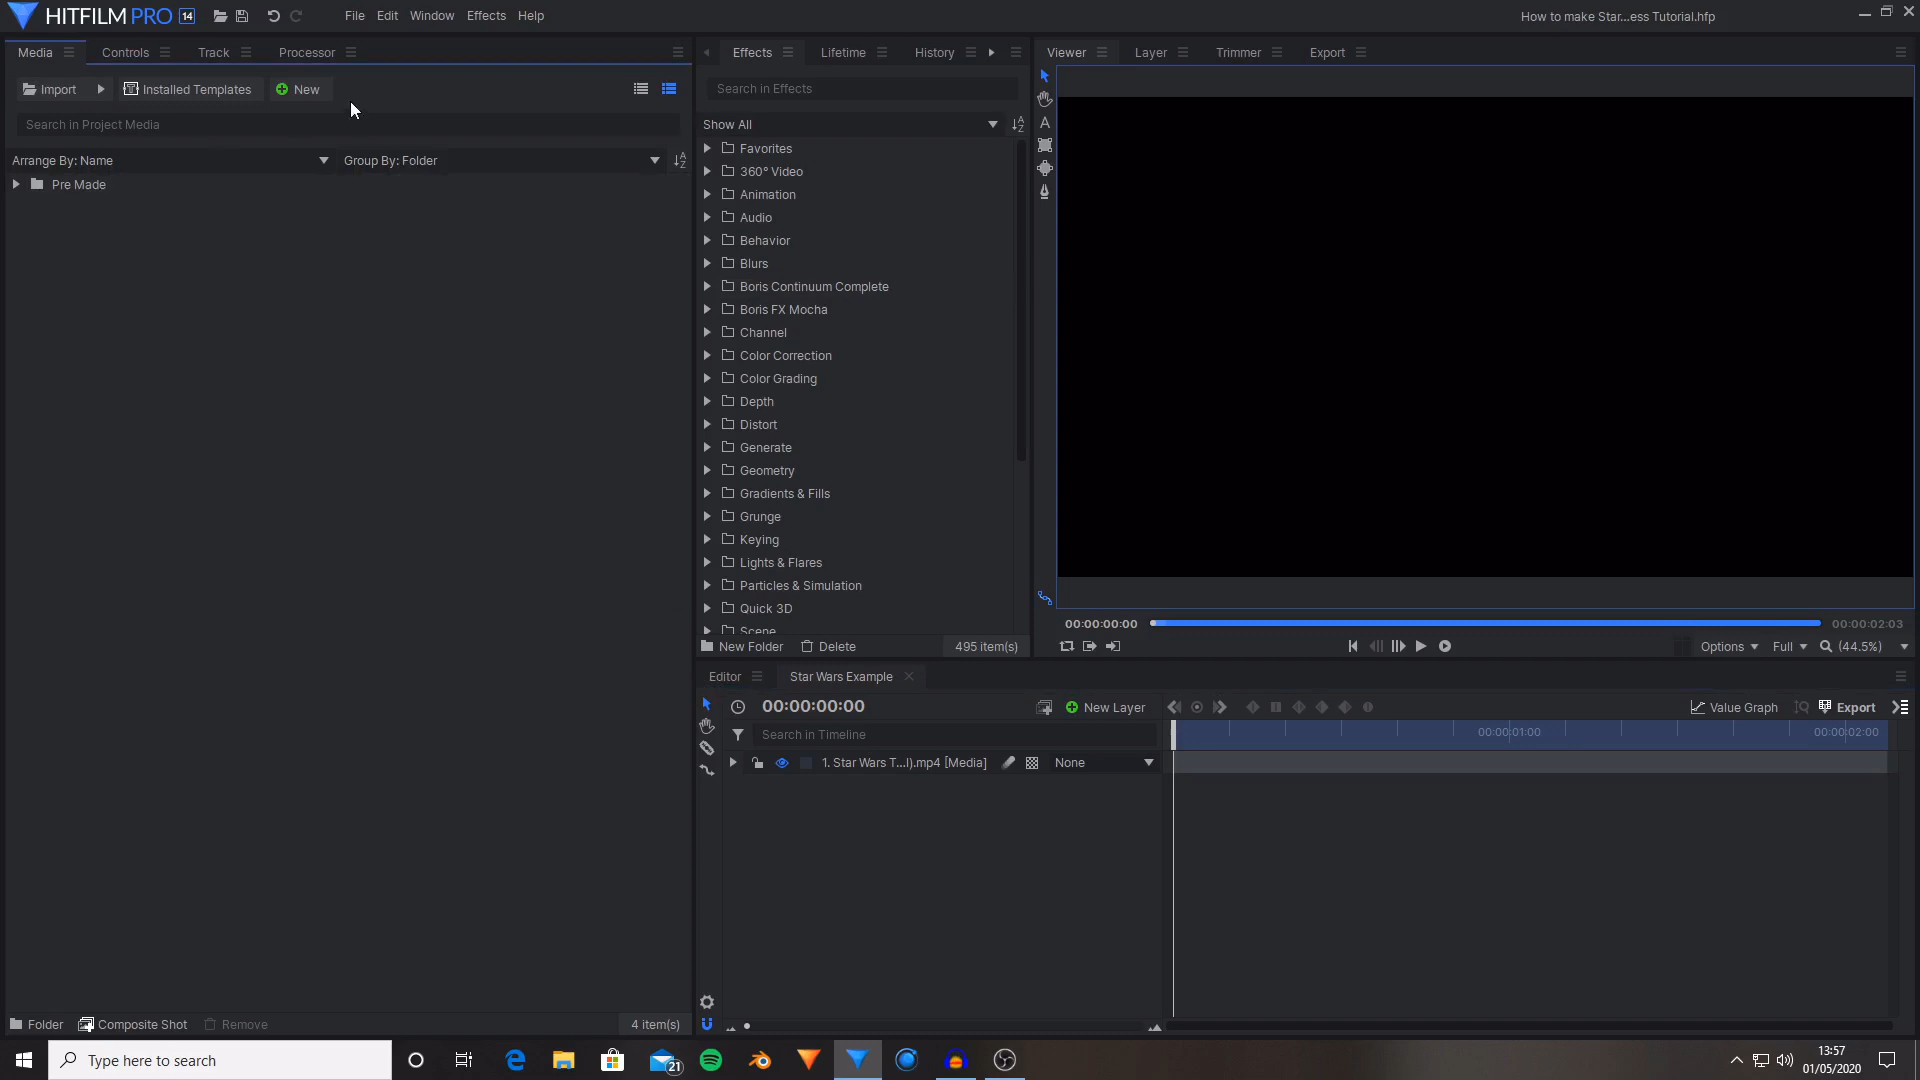 HITFILM PRO 14 File Edit Window Effects Help How to make Star...ess Tutorial.hfp
Media Controls Track Processor
Import Installed Templates New
Search in Project Media
Arrange By: Name Group By: Folder
Pre Made
Folder Composite Shot Remove 4 item(s)
Effects Lifetime History
Search in Effects
Show All
Favorites
360° Video
Animation
Audio
Behavior
Blurs
Boris Continuum Complete
Boris FX Mocha
Channel
Color Correction
Color Grading
Depth
Distort
Generate
Geometry
Gradients & Fills
Grunge
Keying
Lights & Flares
Particles & Simulation
Quick 3D
Scene
New Folder Delete 495 item(s)
Viewer Layer Trimmer Export
A
00:00:00:00 00:00:02:03
Options Full (44.5%)
Editor Star Wars Example
00:00:00:00 New Layer Value Graph Export
Search in Timeline 00:00:01:00 00:00:02:00
1. Star Wars T...l).mp4 [Media] None
Type here to search 21 13:57
01/05/2020